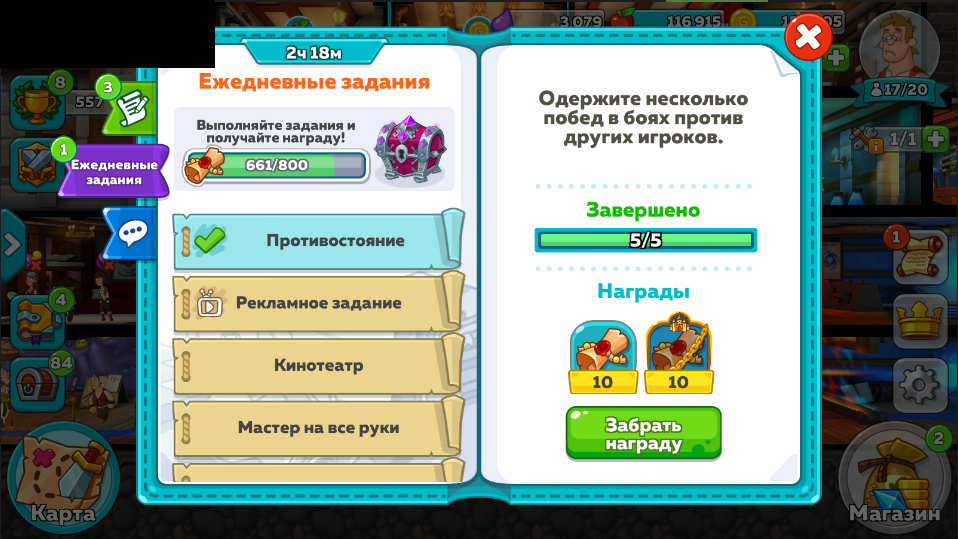 2ч 18м
3 079
116 915
8
557
3
1
Ежедневные
задания
4
84
Карта
Ежедневные задания
Выполняйте задания и
получайте награду!
661/800
Противостояние
Рекламное задание
Кинотеатр
Мастер на все руки
Одержите несколько
побед в боях против
других игроков.
Завершено
5/5
Награды
10
10
Забрать
награду
17/20
1/1
1
2
Магазин